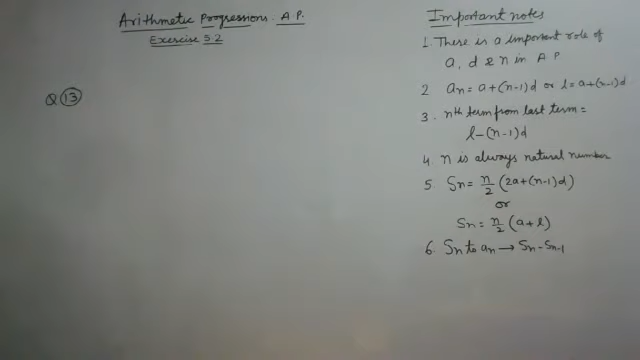 Arithmetic Progressions. A.P.
Exercise 5.2
Q (13)
Important notes
1. There is a important role of
a, d & n in A P
2. an = a + (n-1)d or l = a+(n-1)d
3. nth term from last term =
l - (n-1)d
4. n is always natural number
5. Sn = n/2 (2a+(n-1)d)
or
Sn = n/2 (a+l)
6. Sn to an → Sn - Sn-1